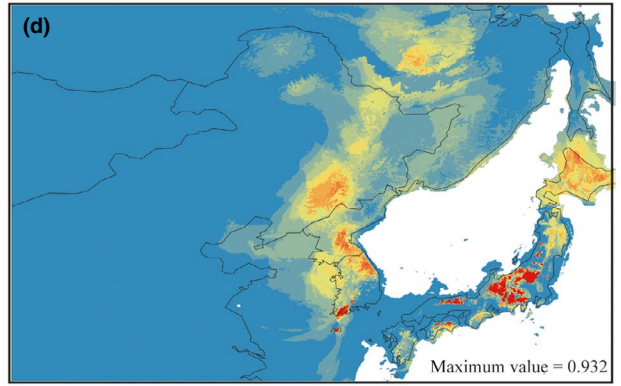 (d)
Maximum value = 0.932